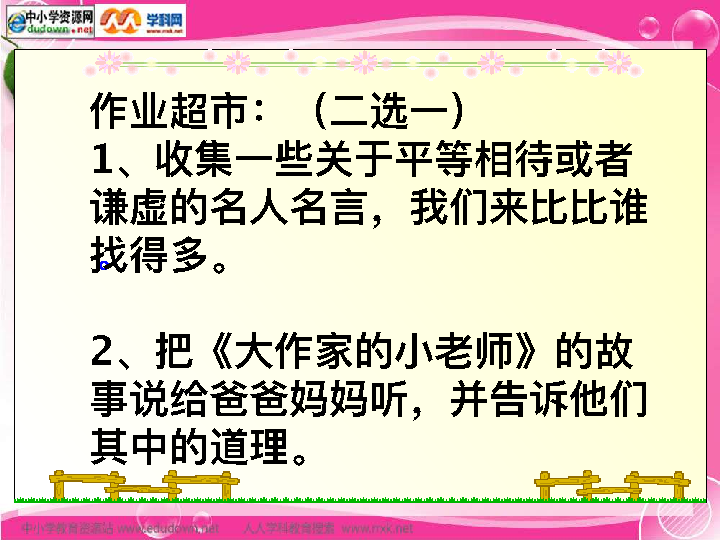 中小学资源网
dudown.net
学科网
www.nxk.net
作业超市：（二选一）
1、收集一些关于平等相待或者
谦虚的名人名言，我们来比比谁
找得多。
2、把《大作家的小老师》的故
事说给爸爸妈妈听，并告诉他们
其中的道理。
中小学教育资源站 www.edudown.net 人人学科教育搜索 www.nxk.net